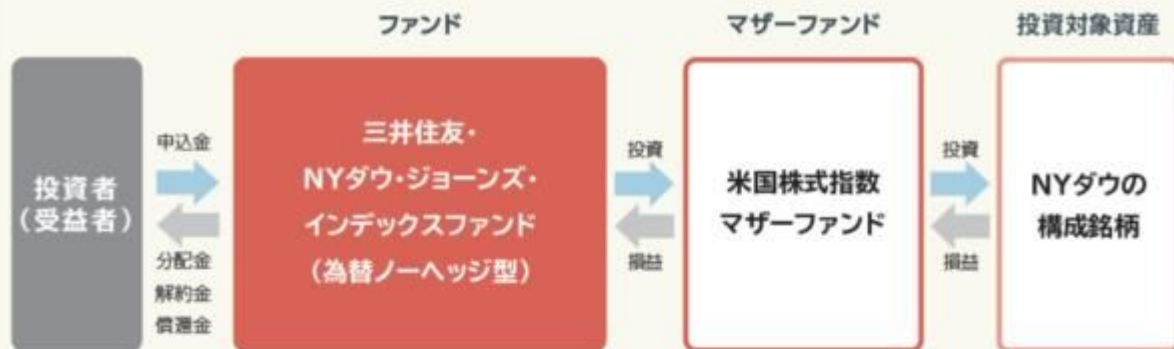 ファンド
マザーファンド
投資対象資産
投資者
（受益者）
申込金
分配金
解約金
償還金
三井住友・
NYダウ・ジョーンズ・
インデックスファンド
（為替ノーヘッジ型）
投資
損益
米国株式指数
マザーファンド
投資
損益
NYダウの
構成銘柄